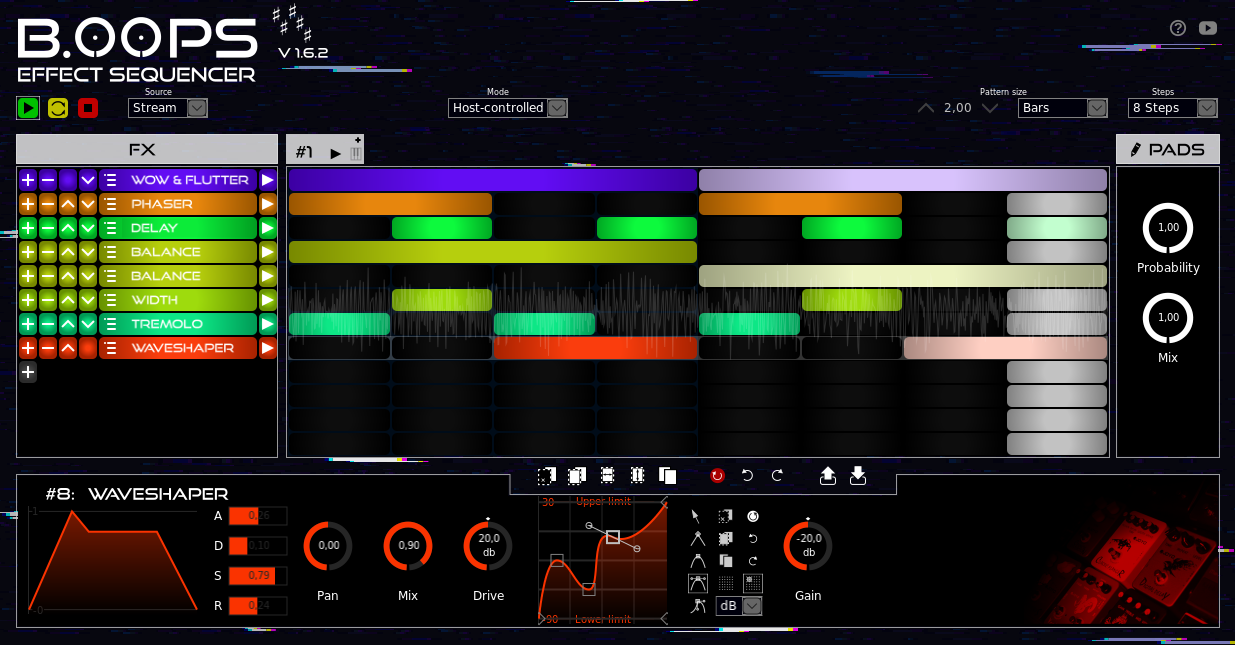 B.OOPS
V 1.6.2
EFFECT SEQUENCER
Source
Stream
Mode
Host-controlled
Pattern size
2,00
Bars
Steps
8 Steps
FX
#1
PADS
WOW & FLUTTER
PHASER
DELAY
BALANCE
BALANCE
WIDTH
TREMOLO
WAVESHAPER
1,00
Probability
1,00
Mix
#8: WAVESHAPER
1
0
A 0,26
D 0,10
S 0,79
R 0,24
0,00
Pan
0,90
Mix
20,0
db
Drive
30
Upper limit
-90
Lower limit
dB
-20,0
db
Gain